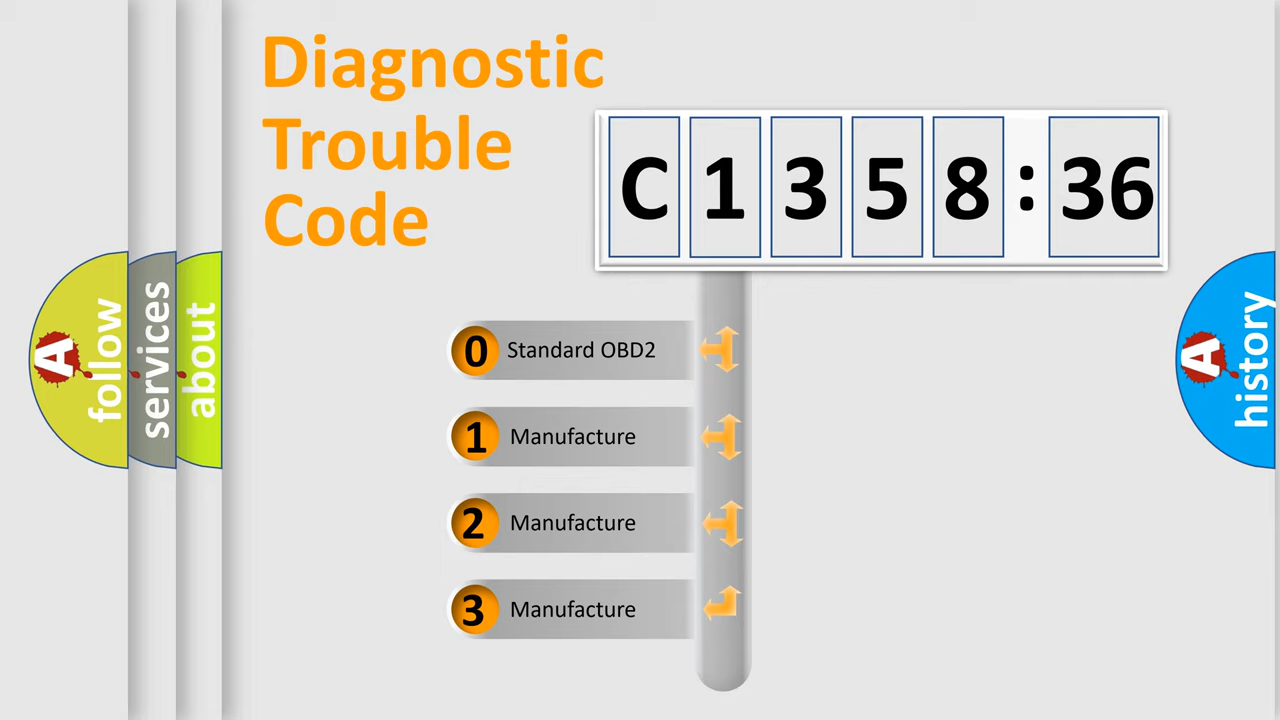 Diagnostic
Trouble
Code
C 1 3 5 8 : 36
0 Standard OBD2
1 Manufacture
2 Manufacture
3 Manufacture
A follow
services
about
A history